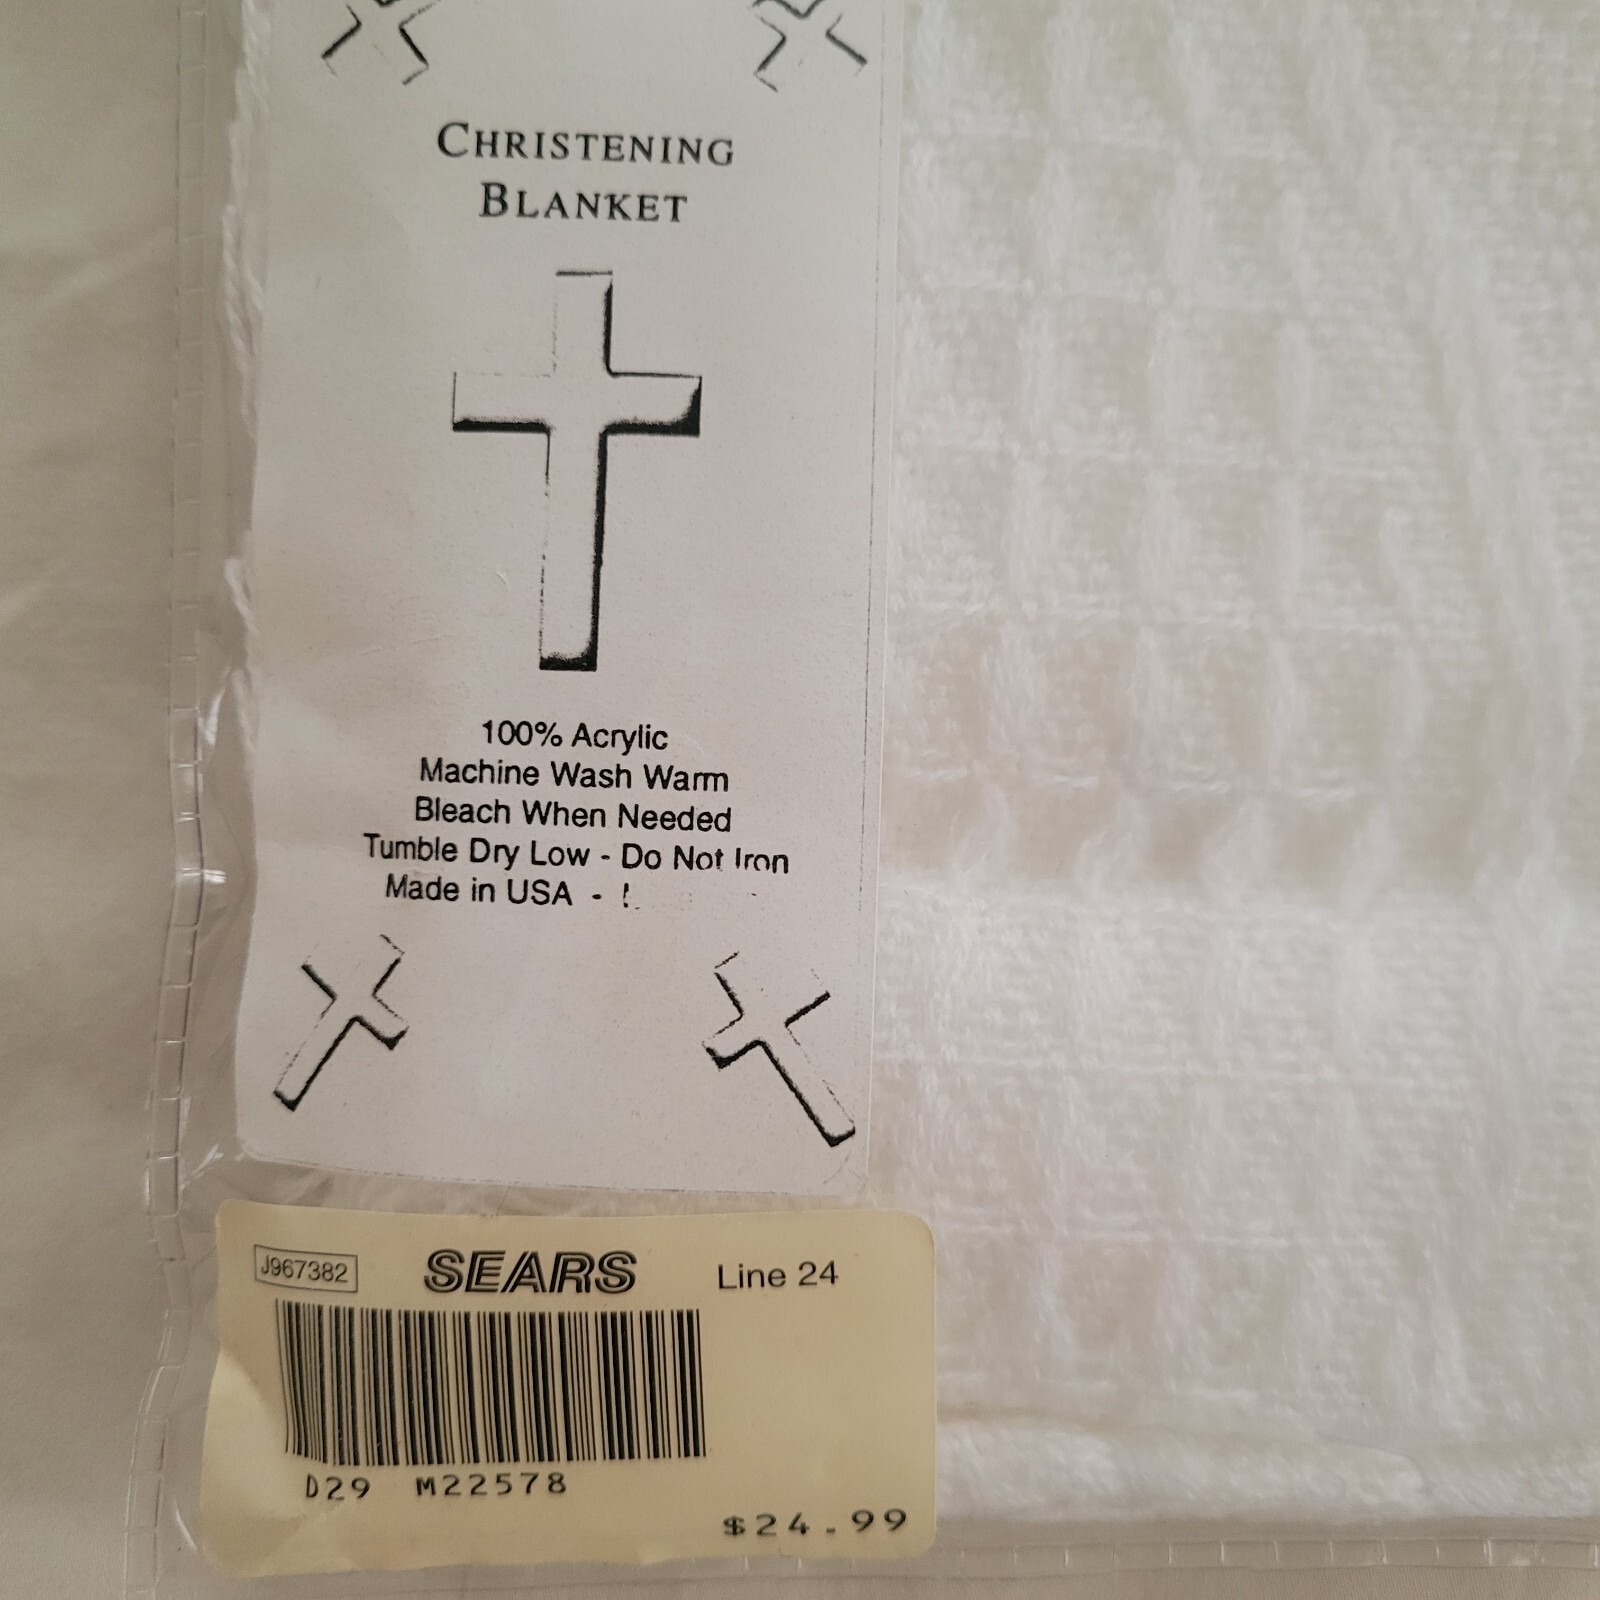 CHRISTENING
BLANKET
100% Acrylic
Machine Wash Warm
Bleach When Needed
Tumble Dry Low - Do Not Iron
Made in USA -
J967382 SEARS Line 24
D29 M22578
$24.99